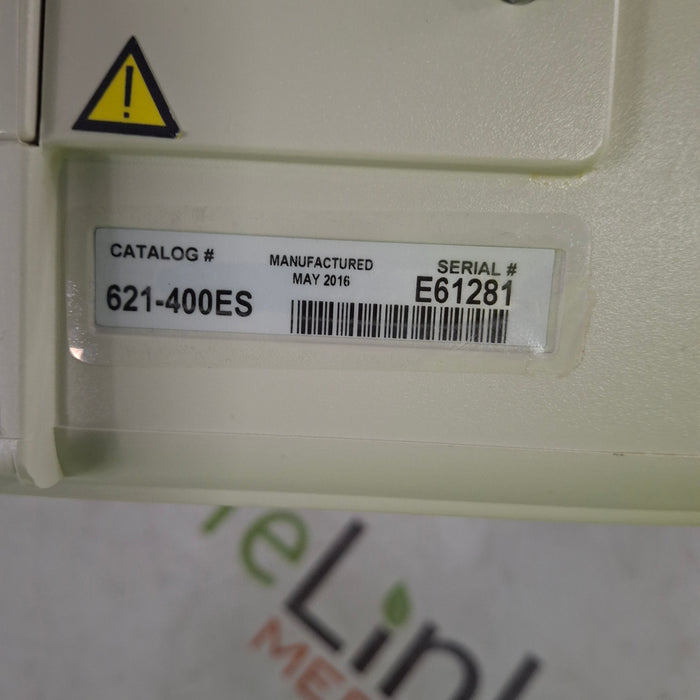 CATALOG #
621-400ES
MANUFACTURED
MAY 2016
SERIAL #
E61281